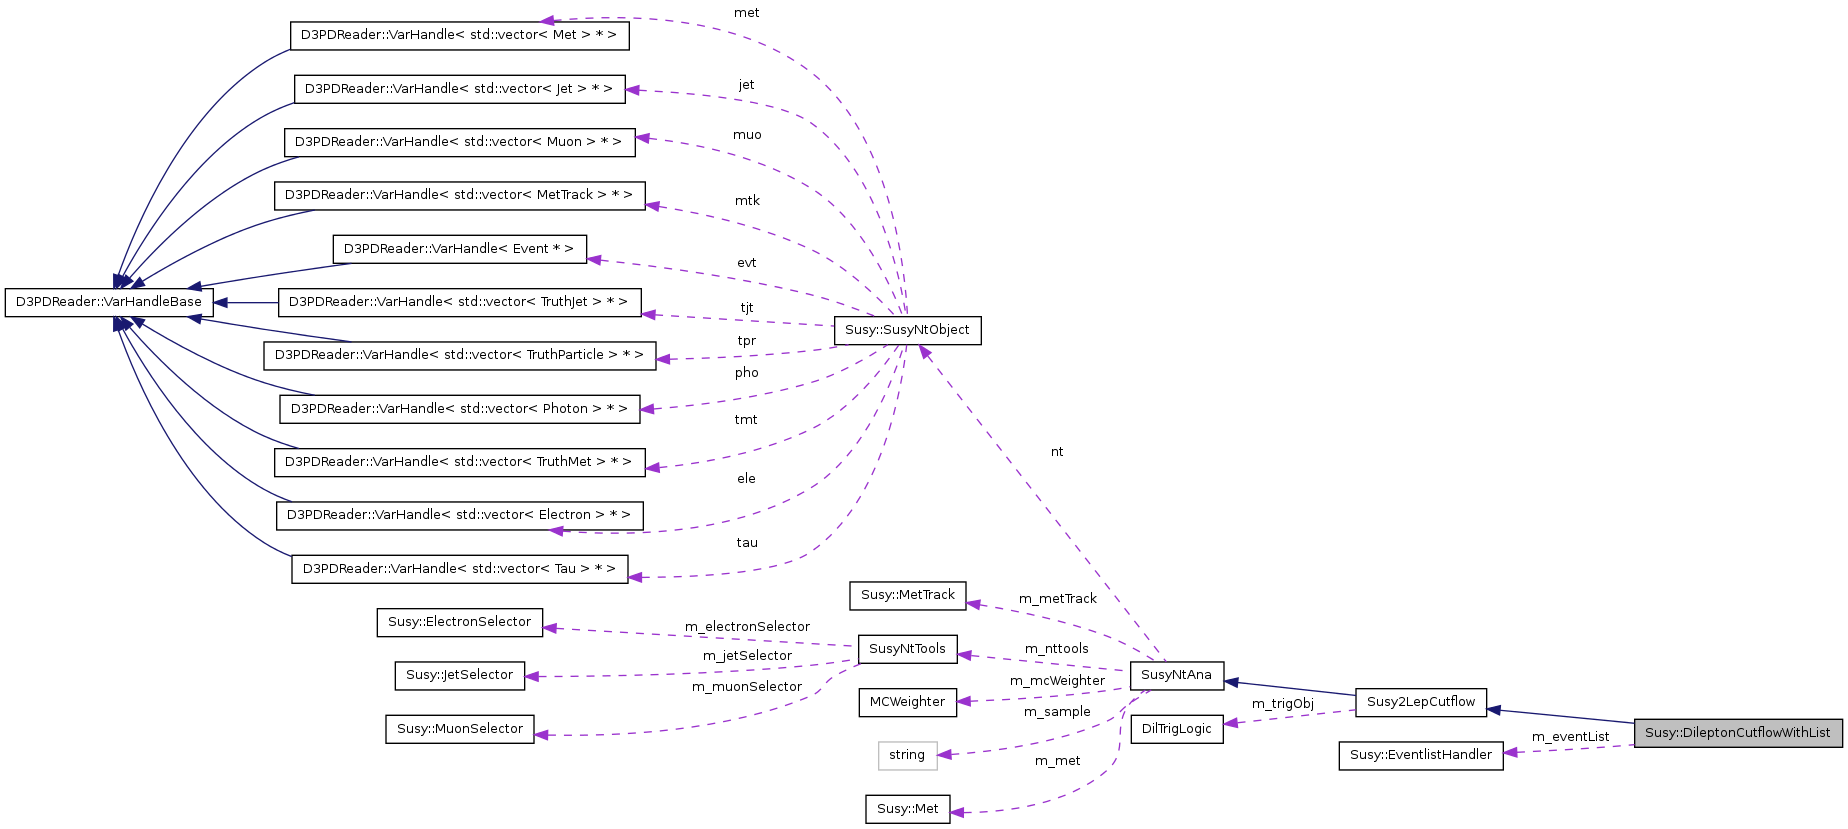 met
D3PDReader::VarHandle< std::vector< Met > * >
jet
D3PDReader::VarHandle< std::vector< Jet > * >
muo
D3PDReader::VarHandle< std::vector< Muon > * >
mtk
D3PDReader::VarHandle< std::vector< MetTrack > * >
evt
D3PDReader::VarHandle< Event * >
D3PDReader::VarHandleBase
D3PDReader::VarHandle< std::vector< TruthJet > * >
tjt
Susy::SusyNtObject
tpr
D3PDReader::VarHandle< std::vector< TruthParticle > * >
pho
D3PDReader::VarHandle< std::vector< Photon > * >
tmt
nt
D3PDReader::VarHandle< std::vector< TruthMet > * >
ele
D3PDReader::VarHandle< std::vector< Electron > * >
tau
D3PDReader::VarHandle< std::vector< Tau > * >
Susy::MetTrack
m_metTrack
Susy::ElectronSelector
m_electronSelector
SusyNtTools
m_nttools
m_jetSelector
Susy::JetSelector
m_mcWeighter
SusyNtAna
m_muonSelector
MCWeighter
m_sample
m_trigObj
Susy2LepCutflow
Susy::MuonSelector
DilTrigLogic
m_eventList
Susy::DileptonCutflowWithList
string
m_met
Susy::EventlistHandler
Susy::Met